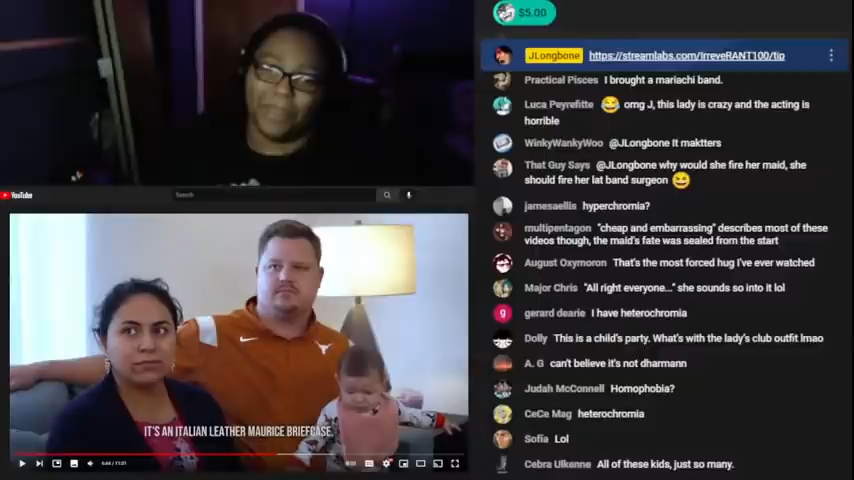 $5.00
JLongbone https://streamlabs.com/IrreveRANT100/tip
Practical Pisces I brought a mariachi band.
Luca Peyrefitte 😂 omg J, this lady is crazy and the acting is
horrible
WinkyWankyWoo @JLongbone It maktters
That Guy Says @JLongbone why would she fire her maid, she
should fire her lat band surgeon 😆
jamesaellis hyperchromia?
multipentagon "cheap and embarrassing" describes most of these
videos though, the maid's fate was sealed from the start
August Oxymoron That's the most forced hug I've ever watched
Major Chris "All right everyone..." she sounds so into it lol
g gerard dearie I have heterochromia
Dolly This is a child's party. What's with the lady's club outfit lmao
A. G can't believe it's not dharmann
Judah McConnell Homophobia?
CeCe Mag heterochromia
Sofia Lol
Cebra Ulkenne All of these kids, just so many.
YouTube
Search
IT'S AN ITALIAN LEATHER MAURICE BRIEFCASE.